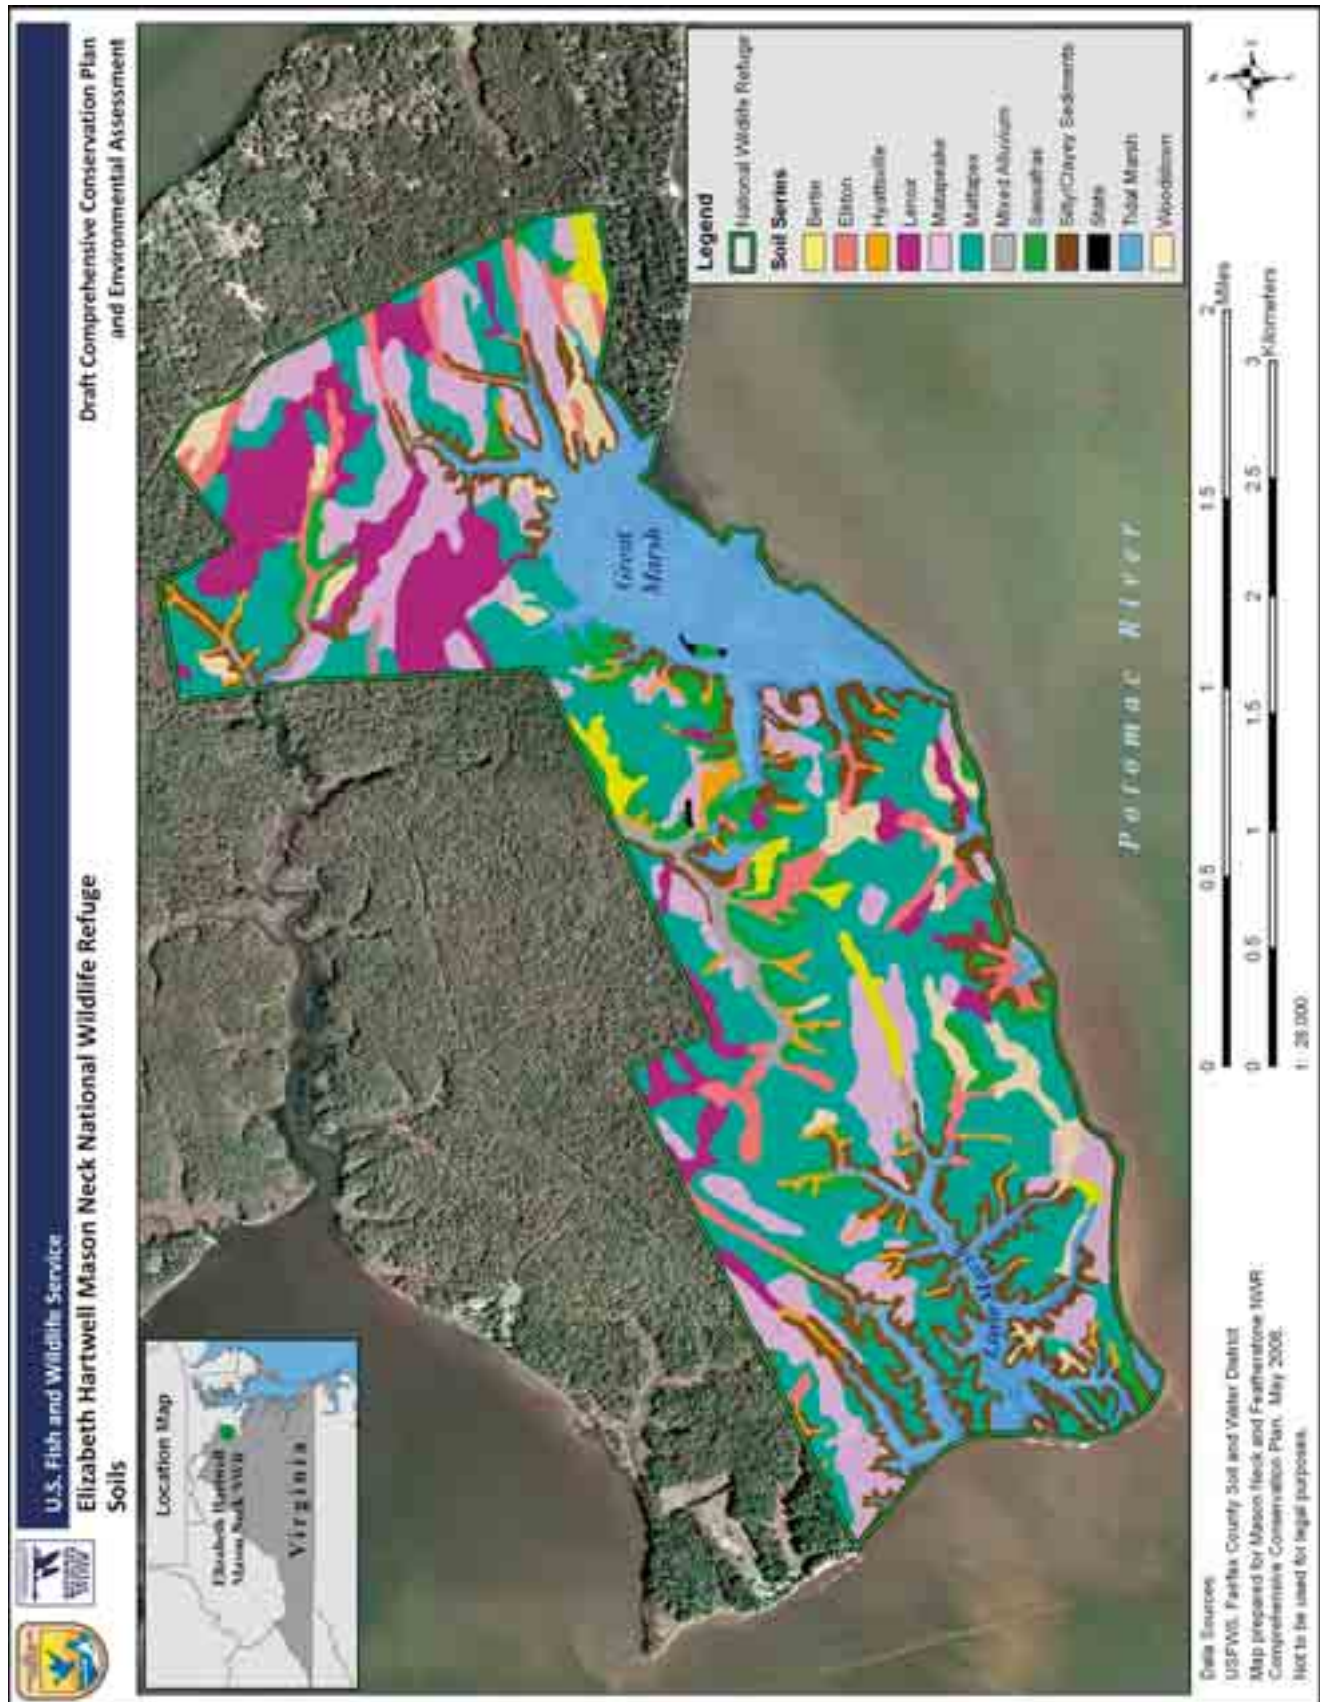 U.S. Fish and Wildlife Service
Elizabeth Hartwell Mason Neck National Wildlife Refuge
Soils
Draft Comprehensive Conservation Plan
and Environmental Assessment
Location Map
Elizabeth Hartwell
Mason Neck NWR
Virginia
Great
Marsh
Potomac River
Legend
National Wildlife Refuge
Soil Series
Bertie
Elkton
Hyattsville
Lenoir
Matapeake
Mattapex
Mixed Alluvium
Sassafras
Silty/Clayey Sediments
State
Tidal Marsh
Woodstown
0 0.5 1 1.5 2 Miles
0 0.5 1 1.5 2 2.5 3 Kilometers
1: 28,000
Data Sources:
USFWS, Fairfax County Soil and Water District
Map prepared for Mason Neck and Featherstone NWR
Comprehensive Conservation Plan. May 2008.
Not to be used for legal purposes.